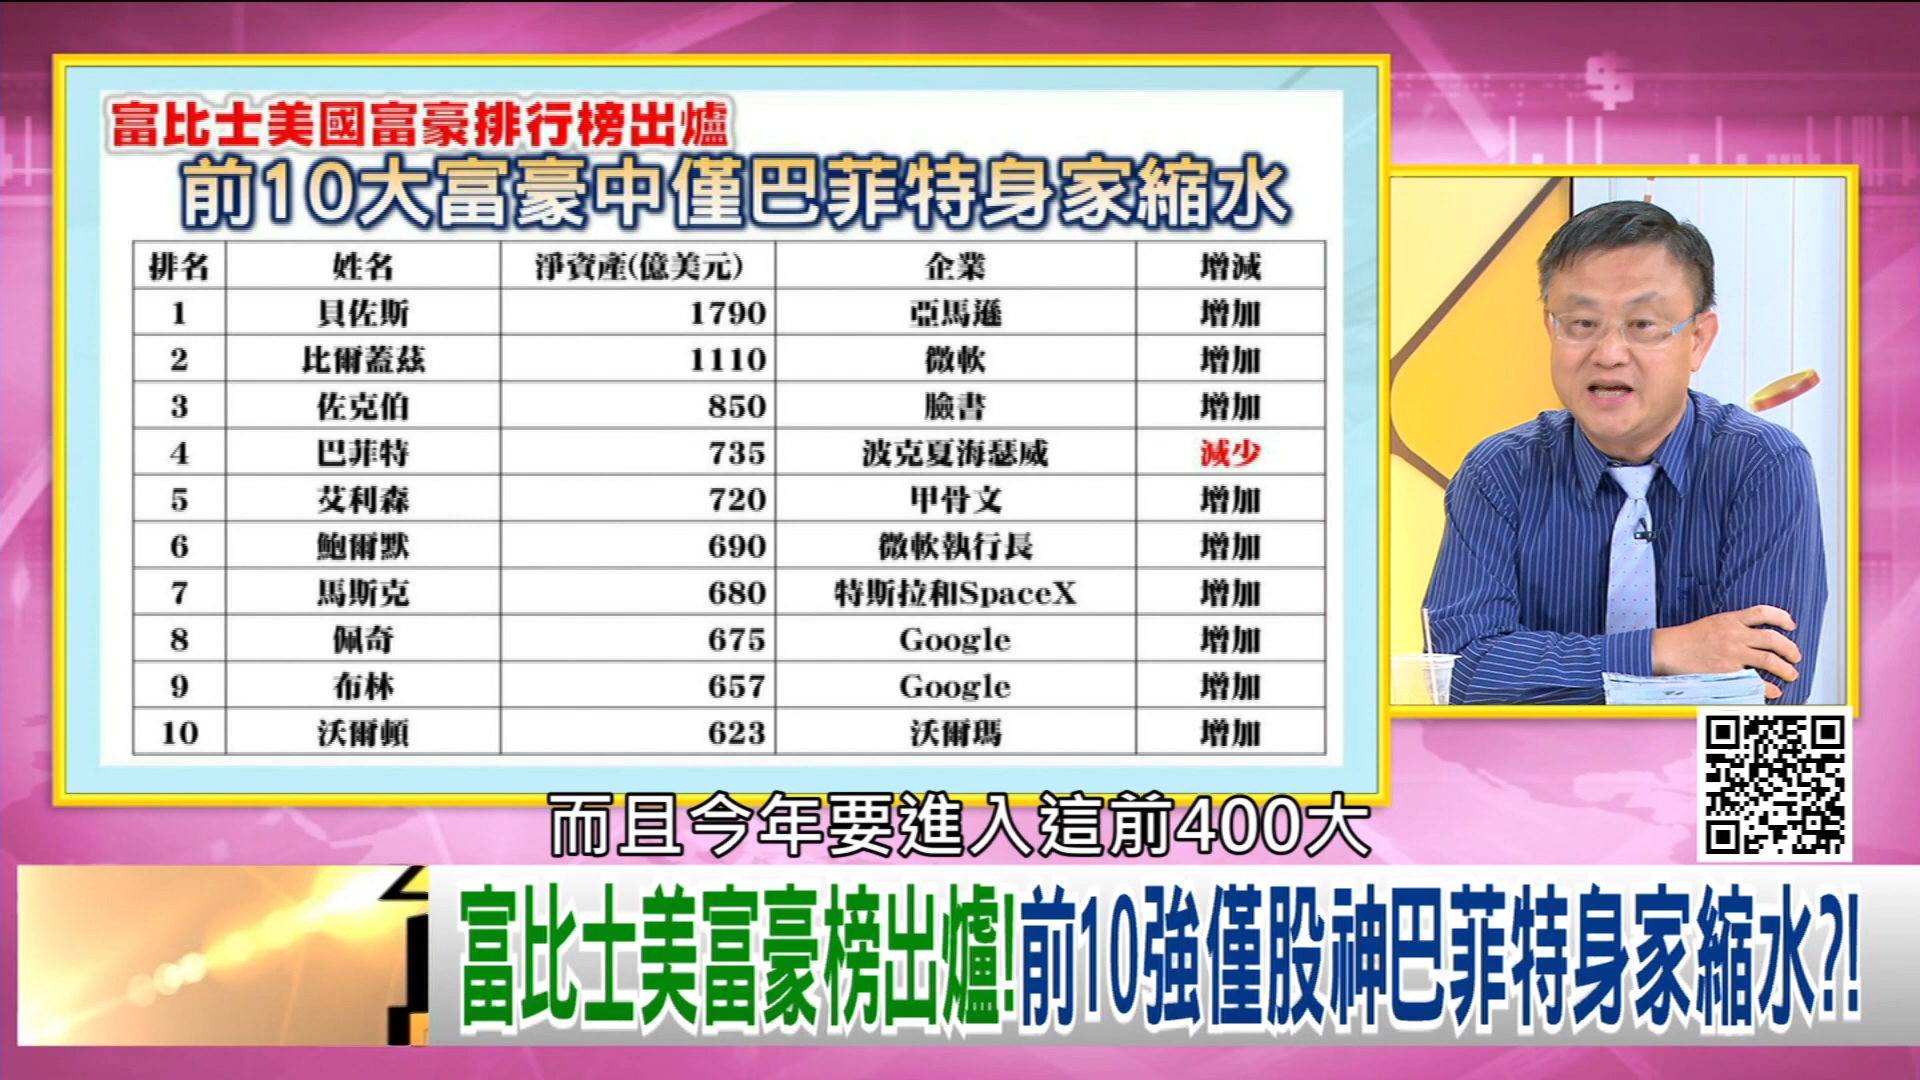 富比士美國富豪排行榜出爐
前10大富豪中僅巴菲特身家縮水
排名 姓名 淨資產(億美元) 企業 增減
1 貝佐斯 1790 亞馬遜 增加
2 比爾蓋茲 1110 微軟 增加
3 佐克伯 850 臉書 增加
4 巴菲特 735 波克夏海瑟威 減少
5 艾利森 720 甲骨文 增加
6 鮑爾默 690 微軟執行長 增加
7 馬斯克 680 特斯拉和SpaceX 增加
8 佩奇 675 Google 增加
9 布林 657 Google 增加
10 沃爾頓 623 沃爾瑪 增加
而且今年要進入這前400大
富比士美富豪榜出爐!前10強僅股神巴菲特身家縮水?!